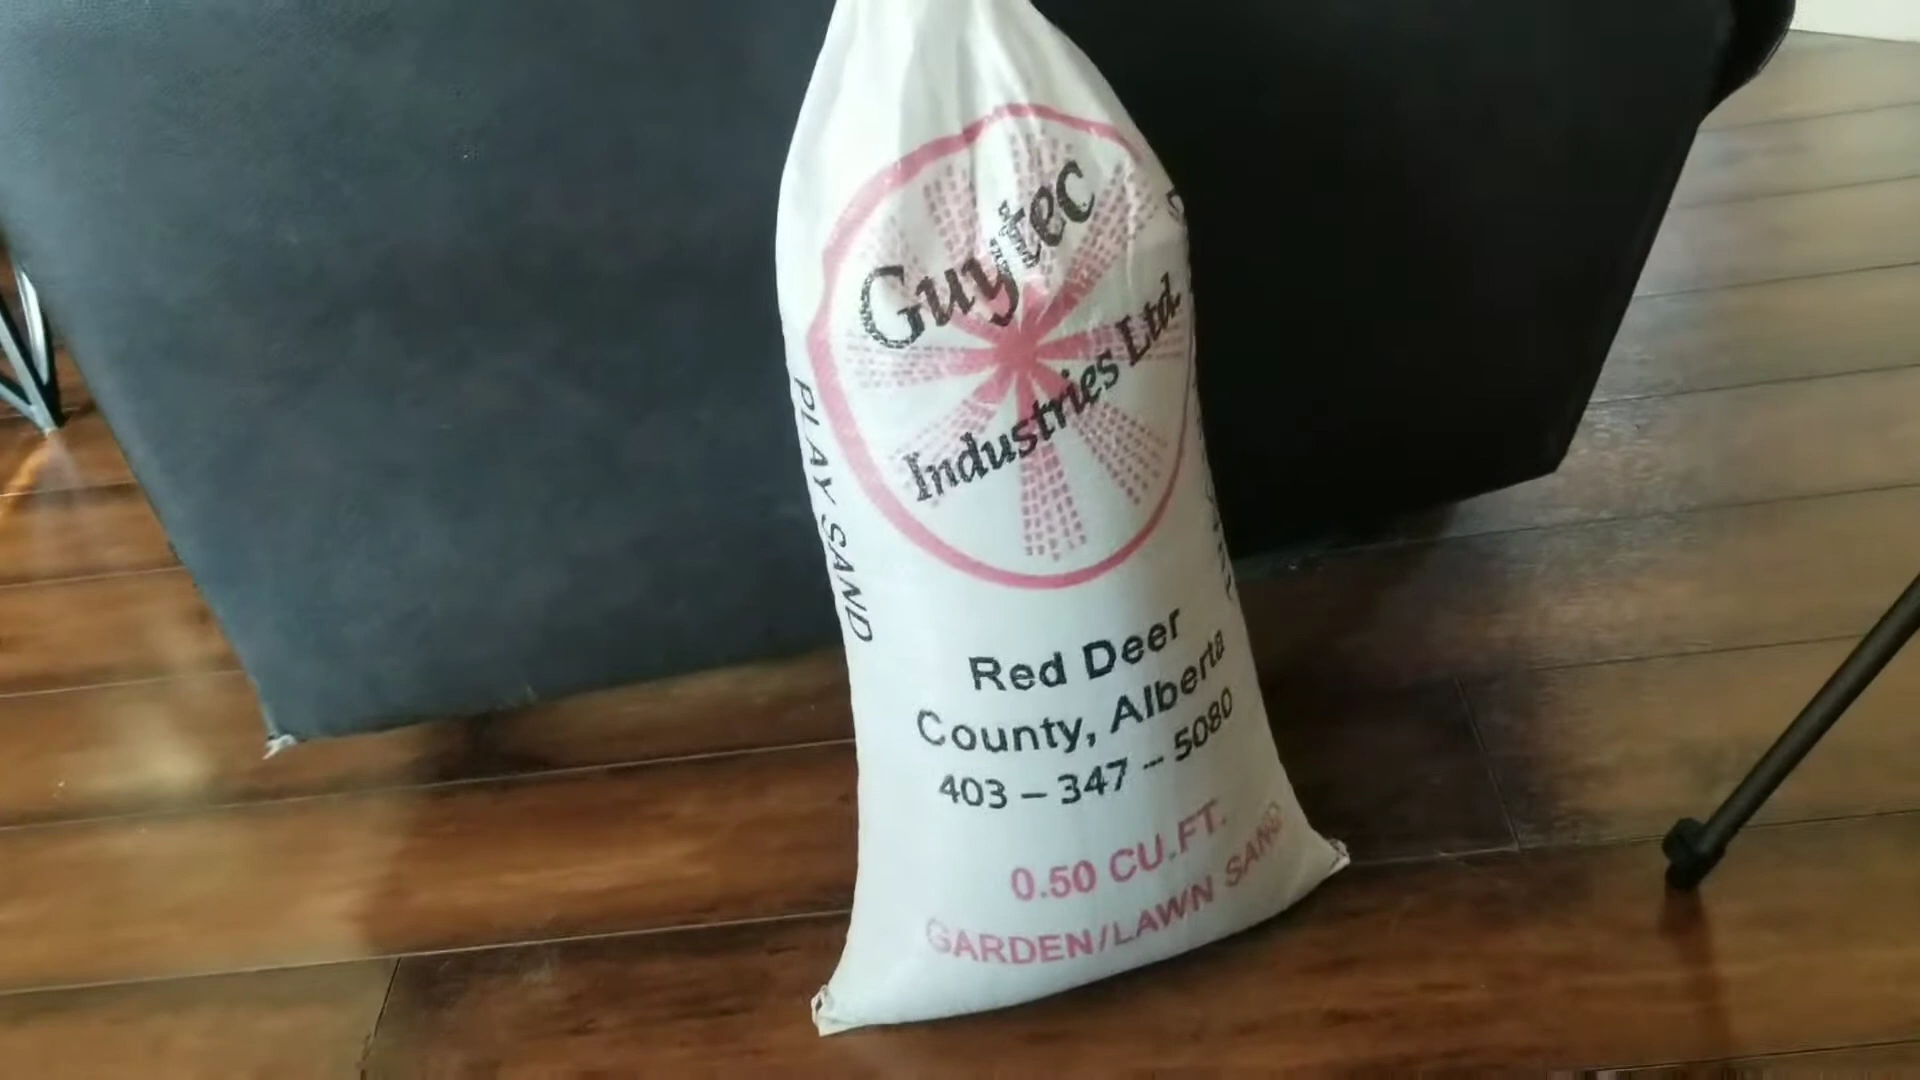 Guytec
Industries Ltd.
PLAY SAND
Red Deer
County, Alberta
403 - 347 - 5080
0.50 CU.FT.
GARDEN/LAWN SAND